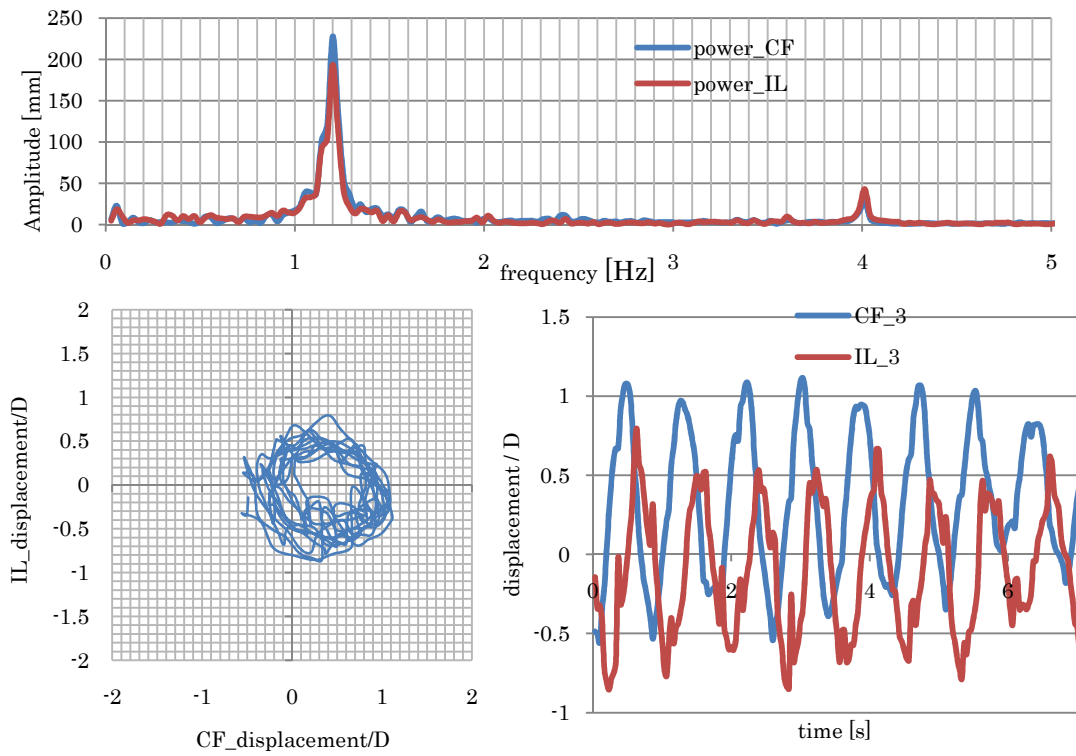 250
200
150
100
50
0
Amplitude [mm]
power_CF
power_IL
0 1 2 3 4 5
frequency [Hz]
2
1.5
1
0.5
0
-0.5
-1
-1.5
-2
IL_displacement/D
-2 -1 0 1 2
CF_displacement/D
1.5
1
0.5
0
-0.5
-1
displacement / D
CF_3
IL_3
0 2 4 6
time [s]